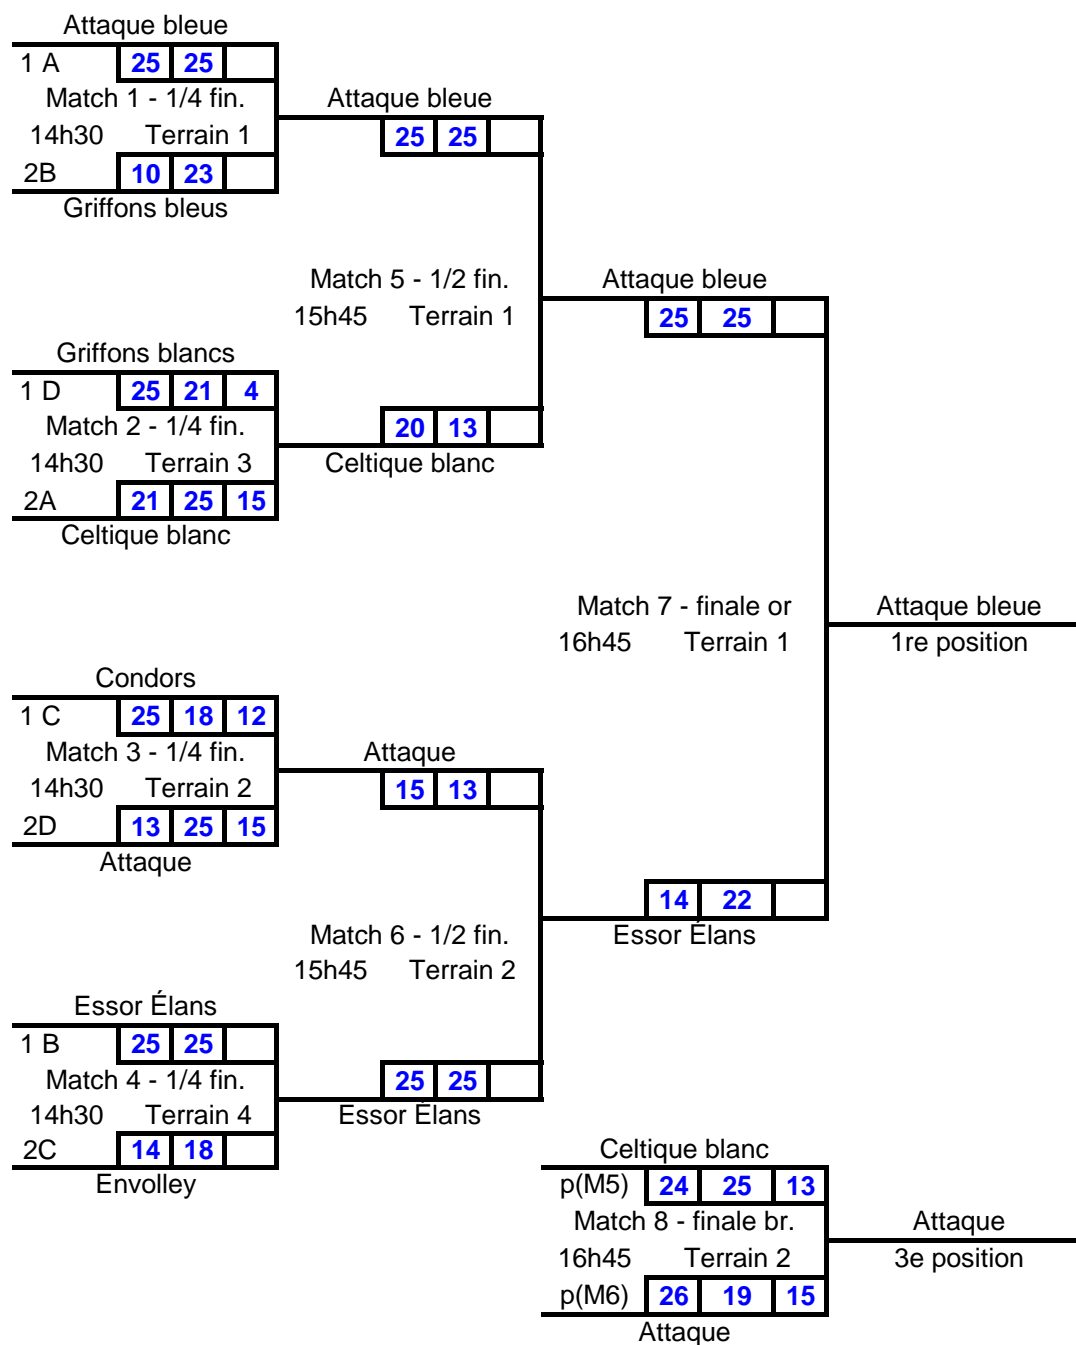 Attaque bleue
1 A 25 25
Match 1 - 1/4 fin.
14h30 Terrain 1
2B 10 23
Griffons bleus
Attaque bleue
25 25
Match 5 - 1/2 fin.
15h45 Terrain 1
20 13
Celtique blanc
Griffons blancs
1 D 25 21 4
Match 2 - 1/4 fin.
14h30 Terrain 3
2A 21 25 15
Celtique blanc
Attaque bleue
25 25
Match 7 - finale or
16h45 Terrain 1
14 22
Essor Élans
Attaque bleue
1re position
Condors
1 C 25 18 12
Match 3 - 1/4 fin.
14h30 Terrain 2
2D 13 25 15
Attaque
Attaque
15 13
Match 6 - 1/2 fin.
15h45 Terrain 2
25 25
Essor Élans
Essor Élans
1 B 25 25
Match 4 - 1/4 fin.
14h30 Terrain 4
2C 14 18
Envolley
Celtique blanc
p(M5) 24 25 13
Match 8 - finale br.
16h45 Terrain 2
p(M6) 26 19 15
Attaque
Attaque
3e position